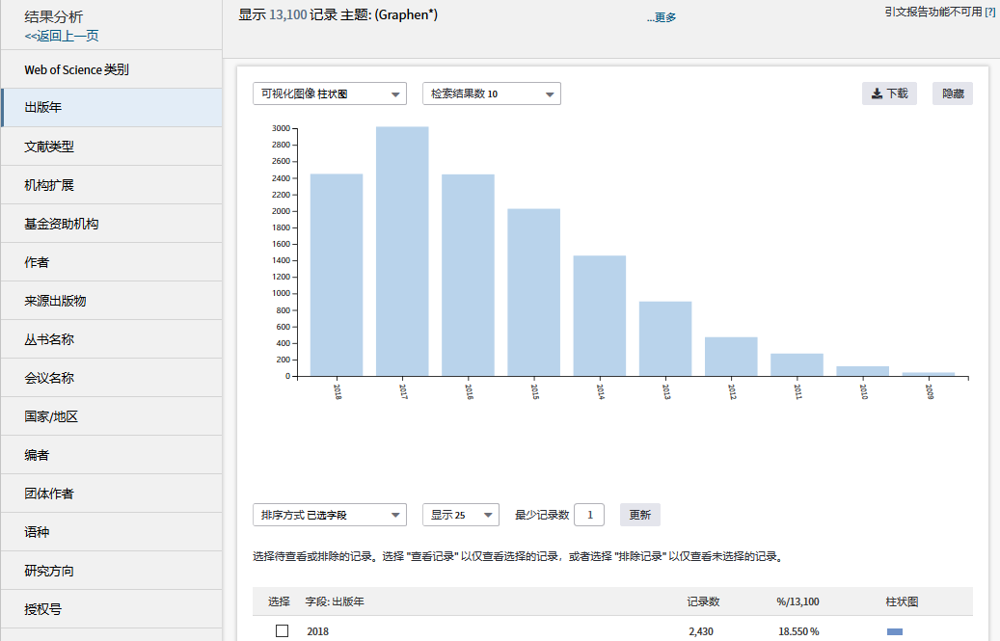 结果分析
<<返回上一页
Web of Science 类别
出版年
文献类型
机构扩展
基金资助机构
作者
来源出版物
丛书名称
会议名称
国家/地区
编者
团体作者
语种
研究方向
授权号
显示 13,100 记录 主题: (Graphen*)
...更多
引文报告功能不可用 [?]
可视化图像 柱状图
检索结果数 10
下载
隐藏
3000
2800
2600
2400
2200
2000
1800
1600
1400
1200
1000
800
600
400
200
0
2018
2017
2016
2015
2014
2013
2012
2011
2010
2009
排序方式 已选字段
显示 25
最少记录数
1
更新
选择待查看或排除的记录。选择 "查看记录" 以仅查看选择的记录，或者选择 "排除记录" 以仅查看未选择的记录。
选择 字段: 出版年 记录数 %/13,100 柱状图
2018 2,430 18.550 %